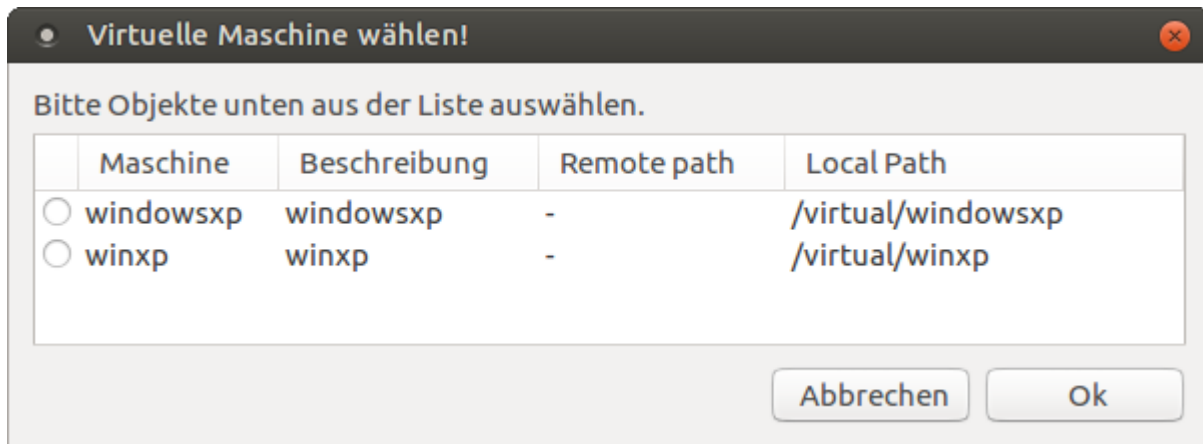 Virtuelle Maschine wählen!
Bitte Objekte unten aus der Liste auswählen.
Maschine Beschreibung Remote path Local Path
windowsxp windowsxp - /virtual/windowsxp
winxp winxp - /virtual/winxp
Abbrechen Ok